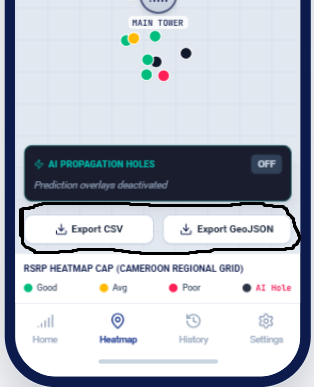 MAIN TOWER
AI PROPAGATION HOLES OFF
Prediction overlays deactivated
Export CSV Export GeoJSON
RSRP HEATMAP CAP (CAMEROON REGIONAL GRID)
Good Avg Poor AI Hole
Home Heatmap History Settings